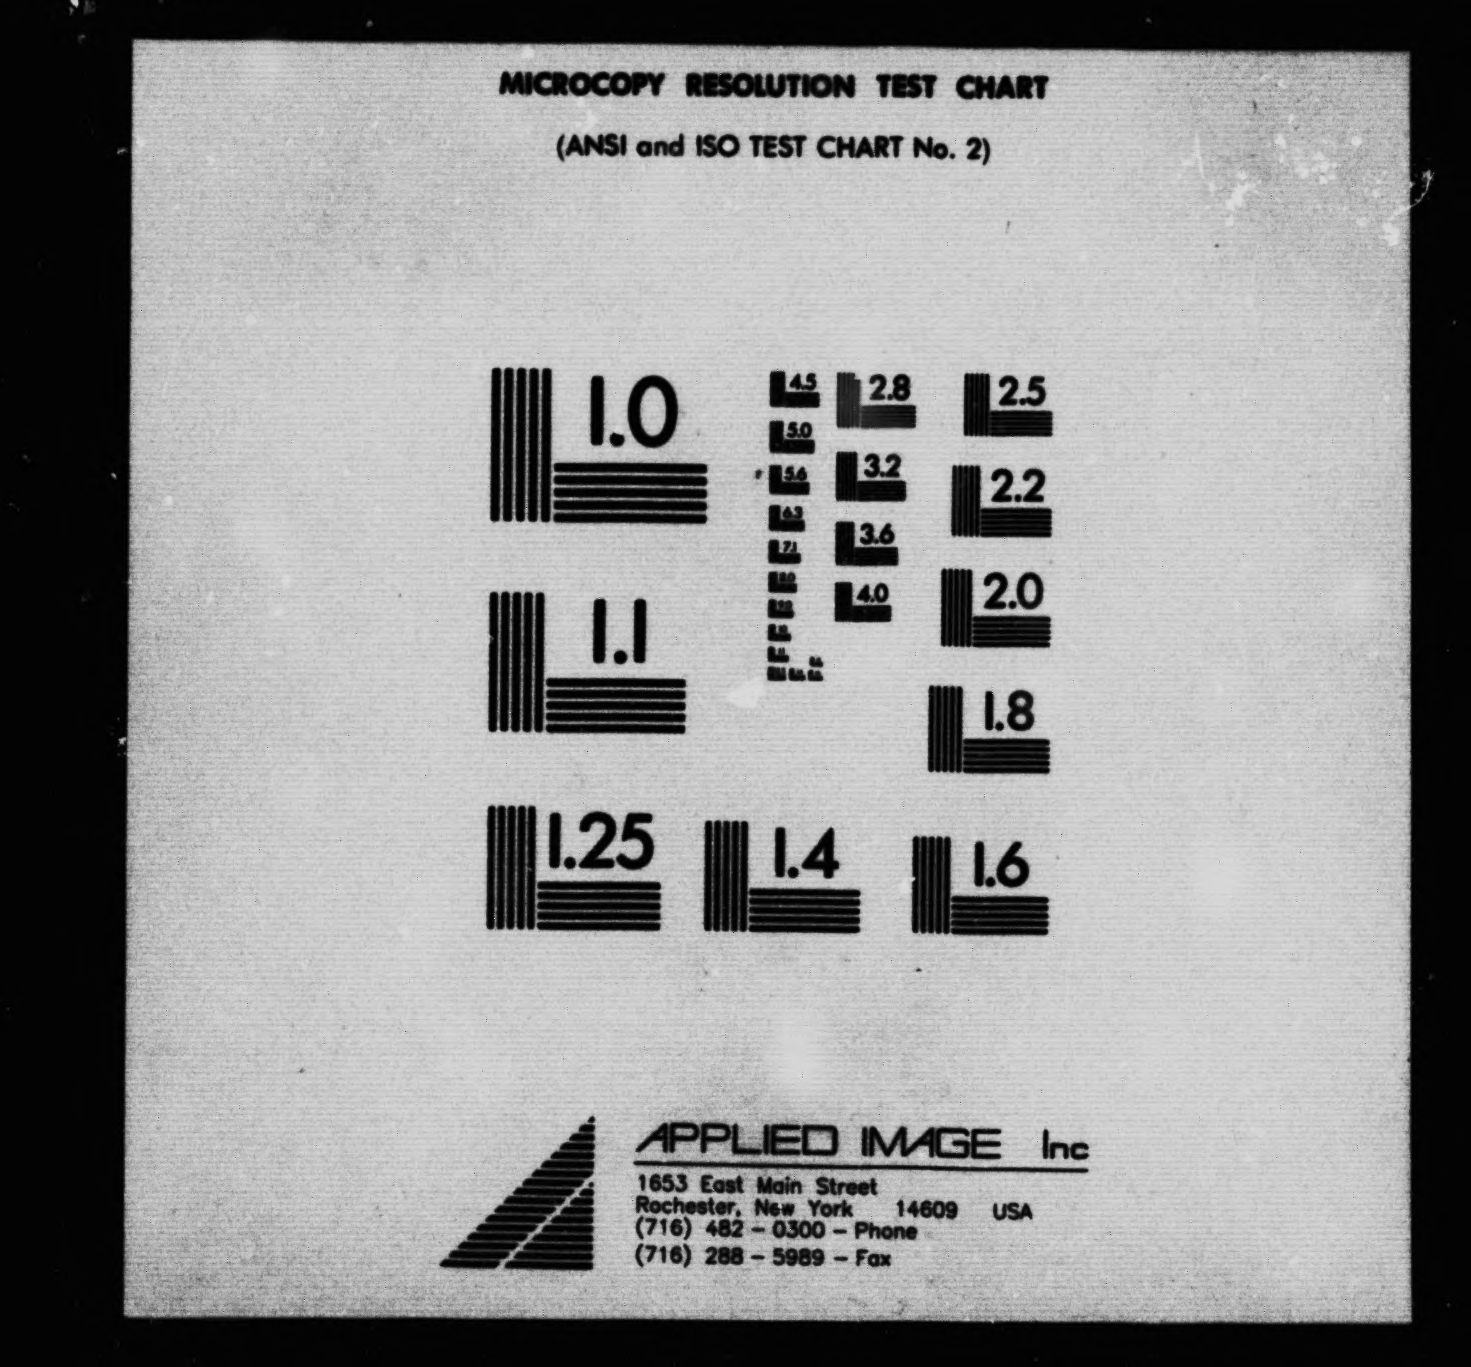 MICROCOPY RESOLUTION TEST CHART
(ANSI and ISO TEST CHART No. 2)
1.0
1.1
1.25
1.4
1.6
1.8
2.0
2.2
2.5
2.8
3.2
3.6
4.0
4.5
5.0
5.6
6.3
7.1
8.0
APPLIED IMAGE Inc
1653 East Main Street
Rochester, New York 14609 USA
(716) 482 - 0300 - Phone
(716) 288 - 5989 - Fax